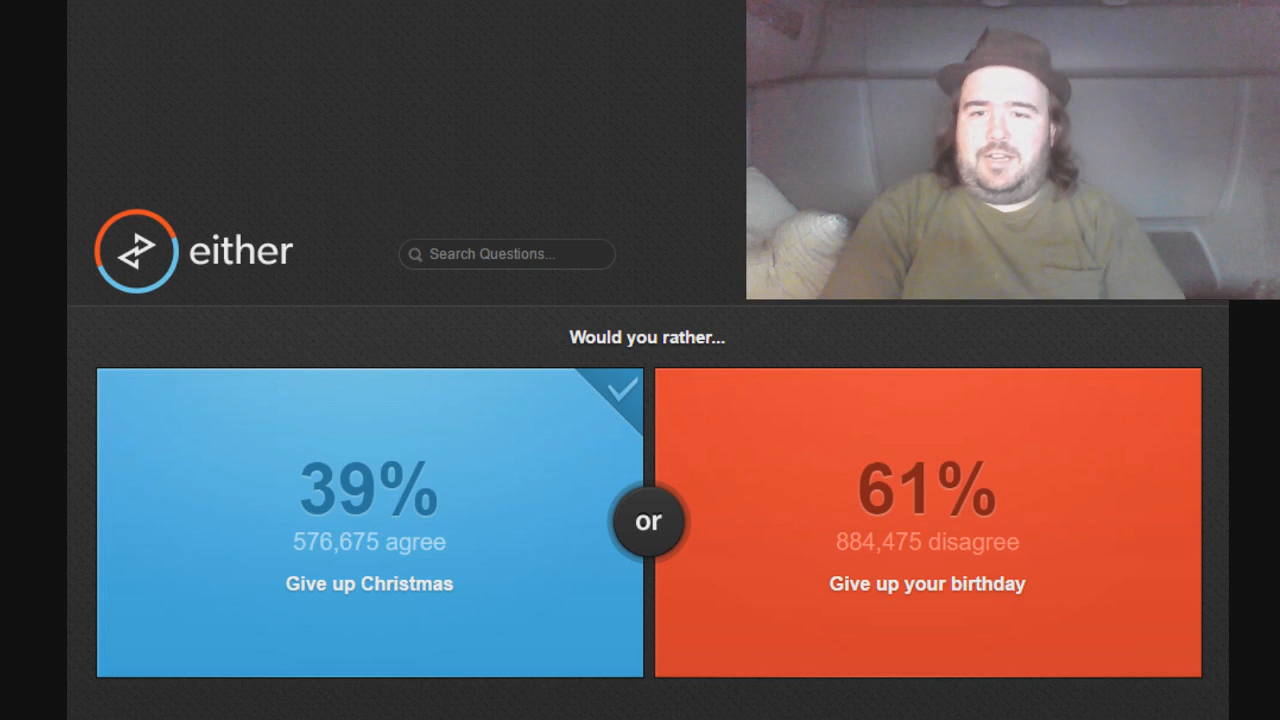 either
Search Questions...
Would you rather...
39%
576,675 agree
Give up Christmas
or
61%
884,475 disagree
Give up your birthday